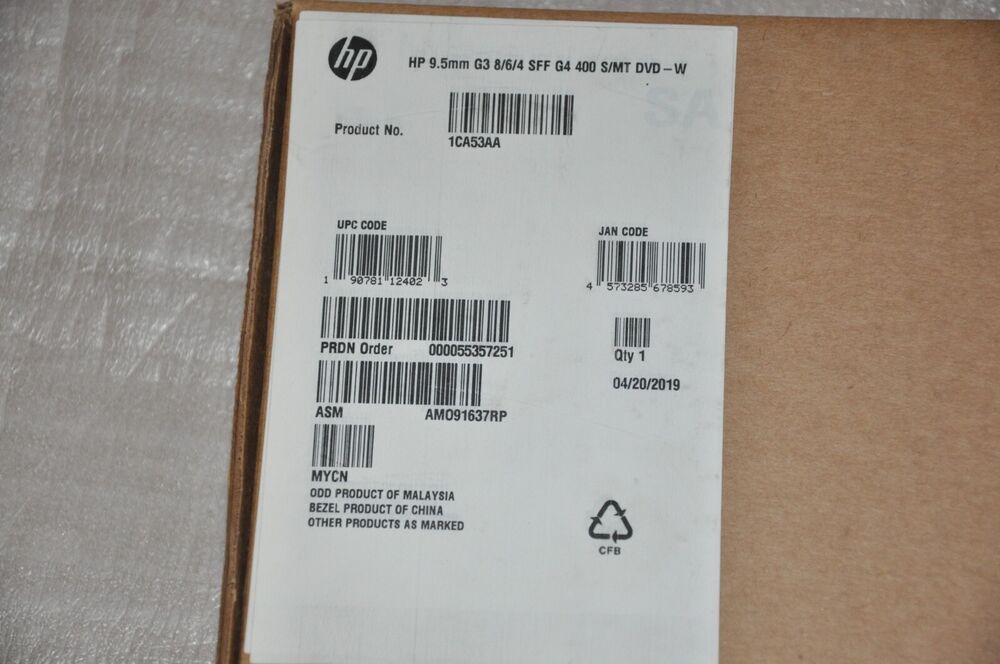 hp
HP 9.5mm G3 8/6/4 SFF G4 400 S/MT DVD-W
Product No.
1CA53AA
UPC CODE
1 90781 12402 3
JAN CODE
4 573285 678593
PRDN Order 000055357251
Qty 1
04/20/2019
ASM AMO91637RP
MYCN
ODD PRODUCT OF MALAYSIA
BEZEL PRODUCT OF CHINA
OTHER PRODUCTS AS MARKED
CFB
SA